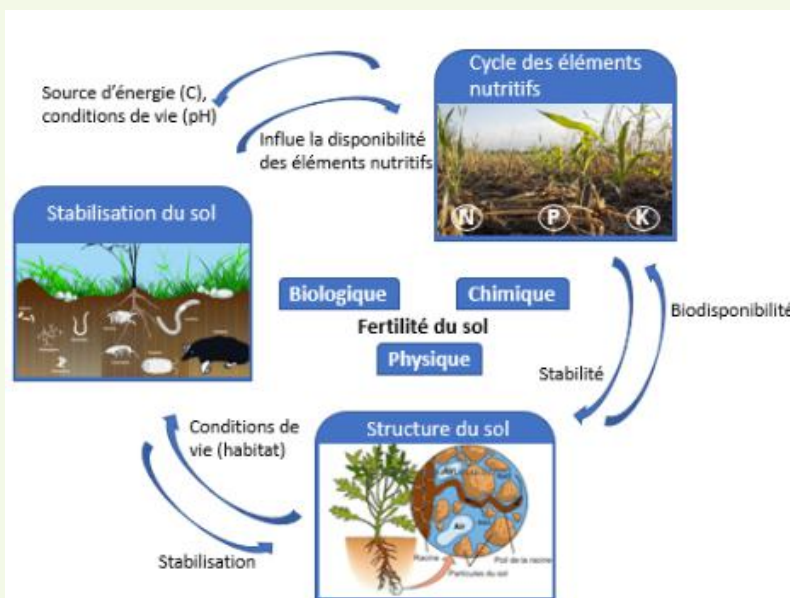 Cycle des éléments
nutritifs
Source d'énergie (C),
conditions de vie (pH)
Influe la disponibilité
des éléments nutritifs
N P K
Stabilisation du sol
Biologique
Chimique
Fertilité du sol
Physique
Biodisponibilité
Stabilité
Conditions de
vie (habitat)
Stabilisation
Structure du sol
Air
Racine
Poil de la racine
Particules du sol